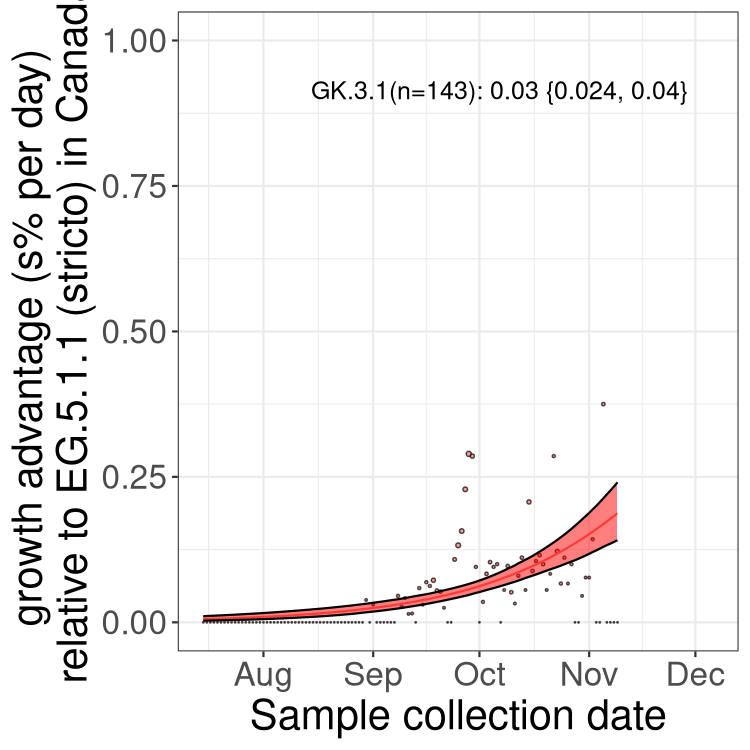 growth advantage (s% per day)
relative to EG.5.1.1 (stricto) in Canada
1.00
0.75
0.50
0.25
0.00
GK.3.1(n=143): 0.03 {0.024, 0.04}
Aug Sep Oct Nov Dec
Sample collection date